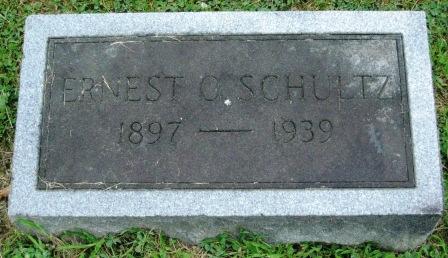 ERNEST O. SCHULTZ
1897 — 1939